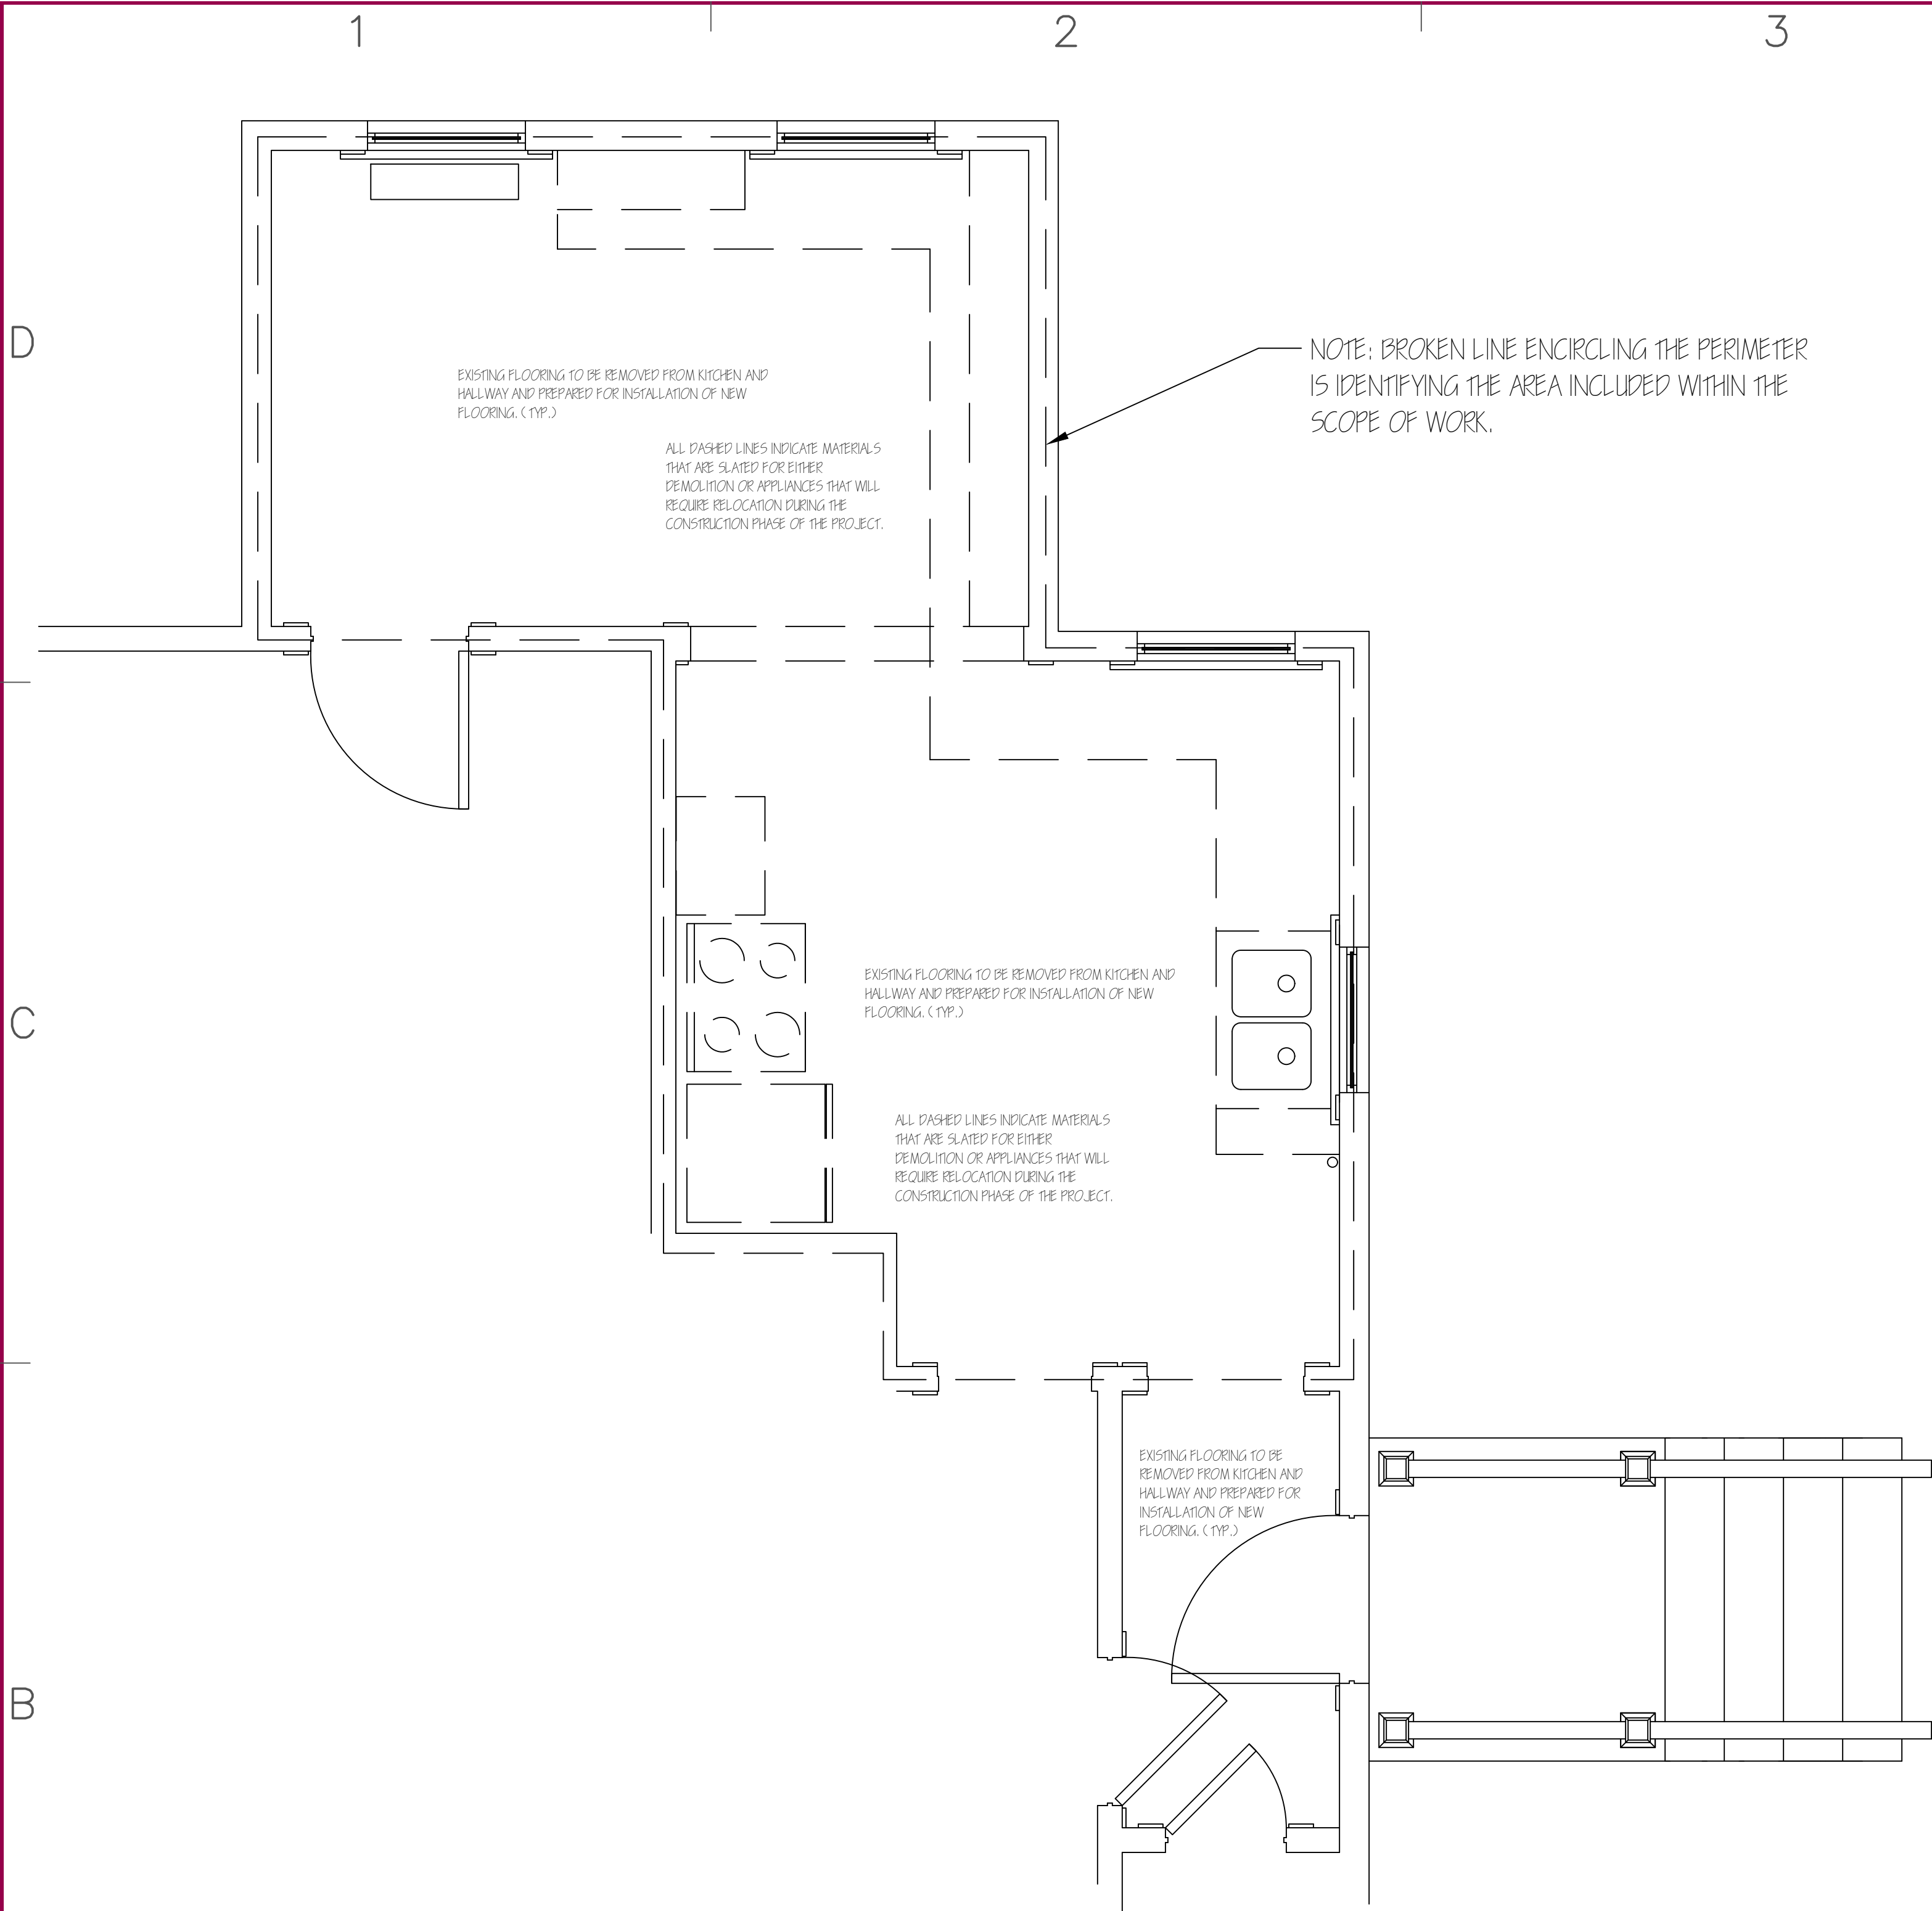 1
2
3
D
NOTE: BROKEN LINE ENCIRCLING THE PERIMETER
IS IDENTIFYING THE AREA INCLUDED WITHIN THE
SCOPE OF WORK.
EXISTING FLOORING TO BE REMOVED FROM KITCHEN AND
HALLWAY AND PREPARED FOR INSTALLATION OF NEW
FLOORING. (TYP.)
ALL DASHED LINES INDICATE MATERIALS
THAT ARE SLATED FOR EITHER
DEMOLITION OR APPLIANCES THAT WILL
REQUIRE RELOCATION DURING THE
CONSTRUCTION PHASE OF THE PROJECT.
C
EXISTING FLOORING TO BE REMOVED FROM KITCHEN AND
HALLWAY AND PREPARED FOR INSTALLATION OF NEW
FLOORING. (TYP.)
ALL DASHED LINES INDICATE MATERIALS
THAT ARE SLATED FOR EITHER
DEMOLITION OR APPLIANCES THAT WILL
REQUIRE RELOCATION DURING THE
CONSTRUCTION PHASE OF THE PROJECT.
EXISTING FLOORING TO BE
REMOVED FROM KITCHEN AND
HALLWAY AND PREPARED FOR
INSTALLATION OF NEW
FLOORING. (TYP.)
B